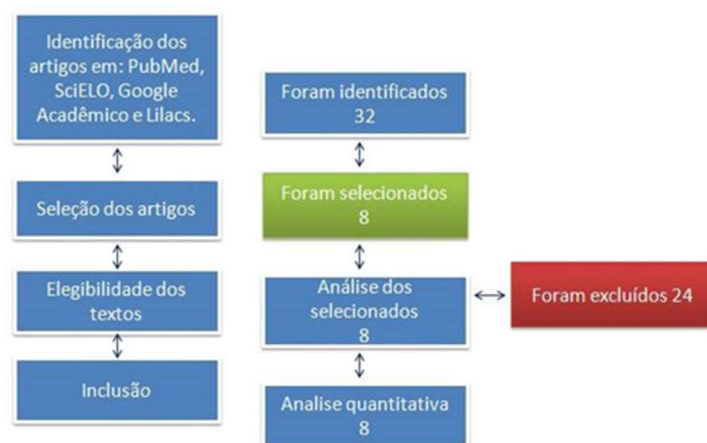 Identificação dos
artigos em: PubMed,
SciELO, Google
Acadêmico e Lilacs.
Seleção dos artigos
Elegibilidade dos
textos
Inclusão
Foram identificados
32
Foram selecionados
8
Análise dos
selecionados
8
Analise quantitativa
8
Foram excluídos 24